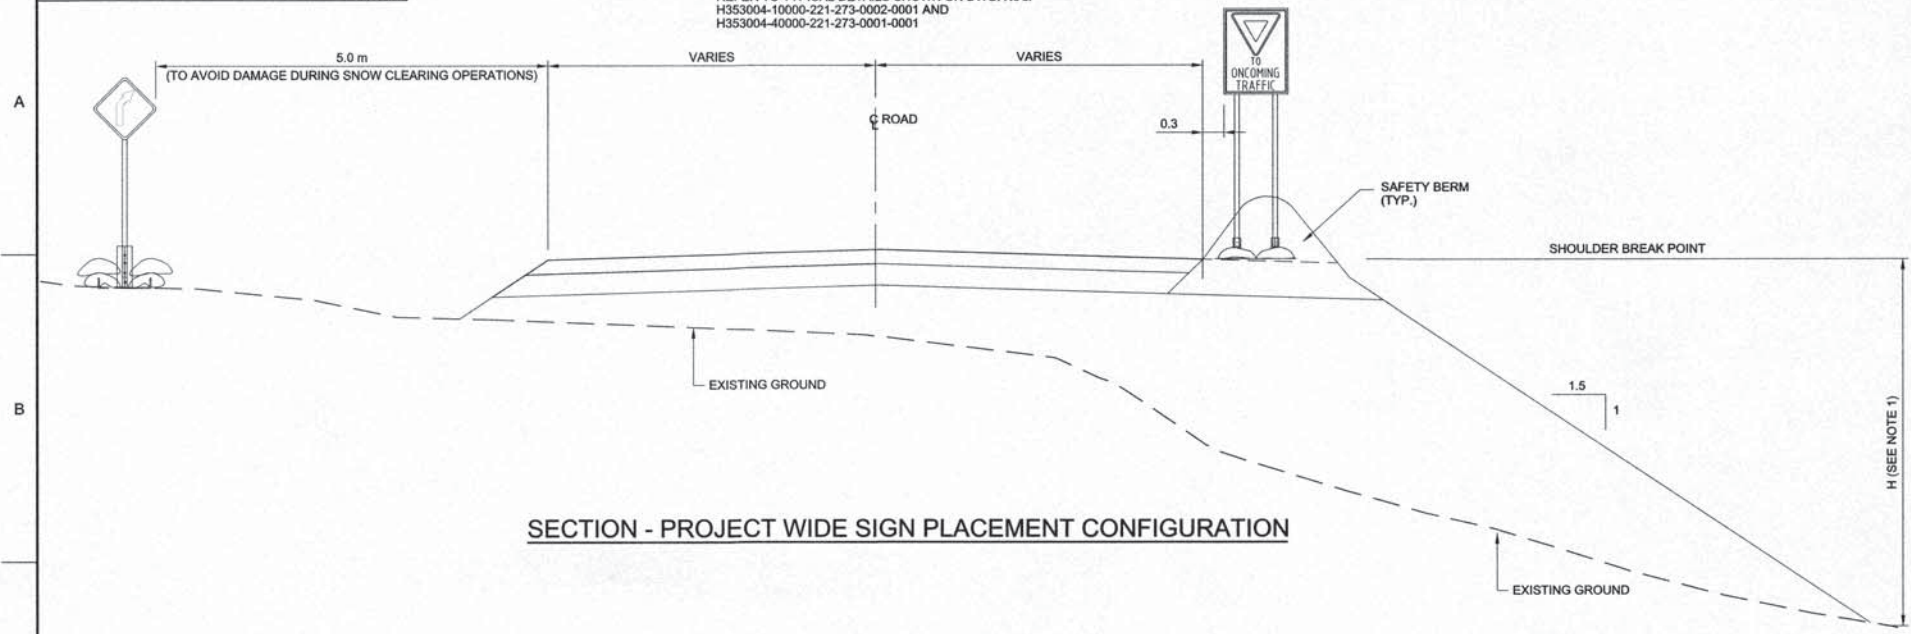 H353004-10000-221-273-0002-0001 AND
H353004-40000-221-273-0001-0001
5.0 m
(TO AVOID DAMAGE DURING SNOW CLEARING OPERATIONS)
VARIES
VARIES
TO
ONCOMING
TRAFFIC
A
℄ ROAD
0.3
SAFETY BERM
(TYP.)
SHOULDER BREAK POINT
EXISTING GROUND
1.5
1
B
H (SEE NOTE 1)
SECTION - PROJECT WIDE SIGN PLACEMENT CONFIGURATION
EXISTING GROUND